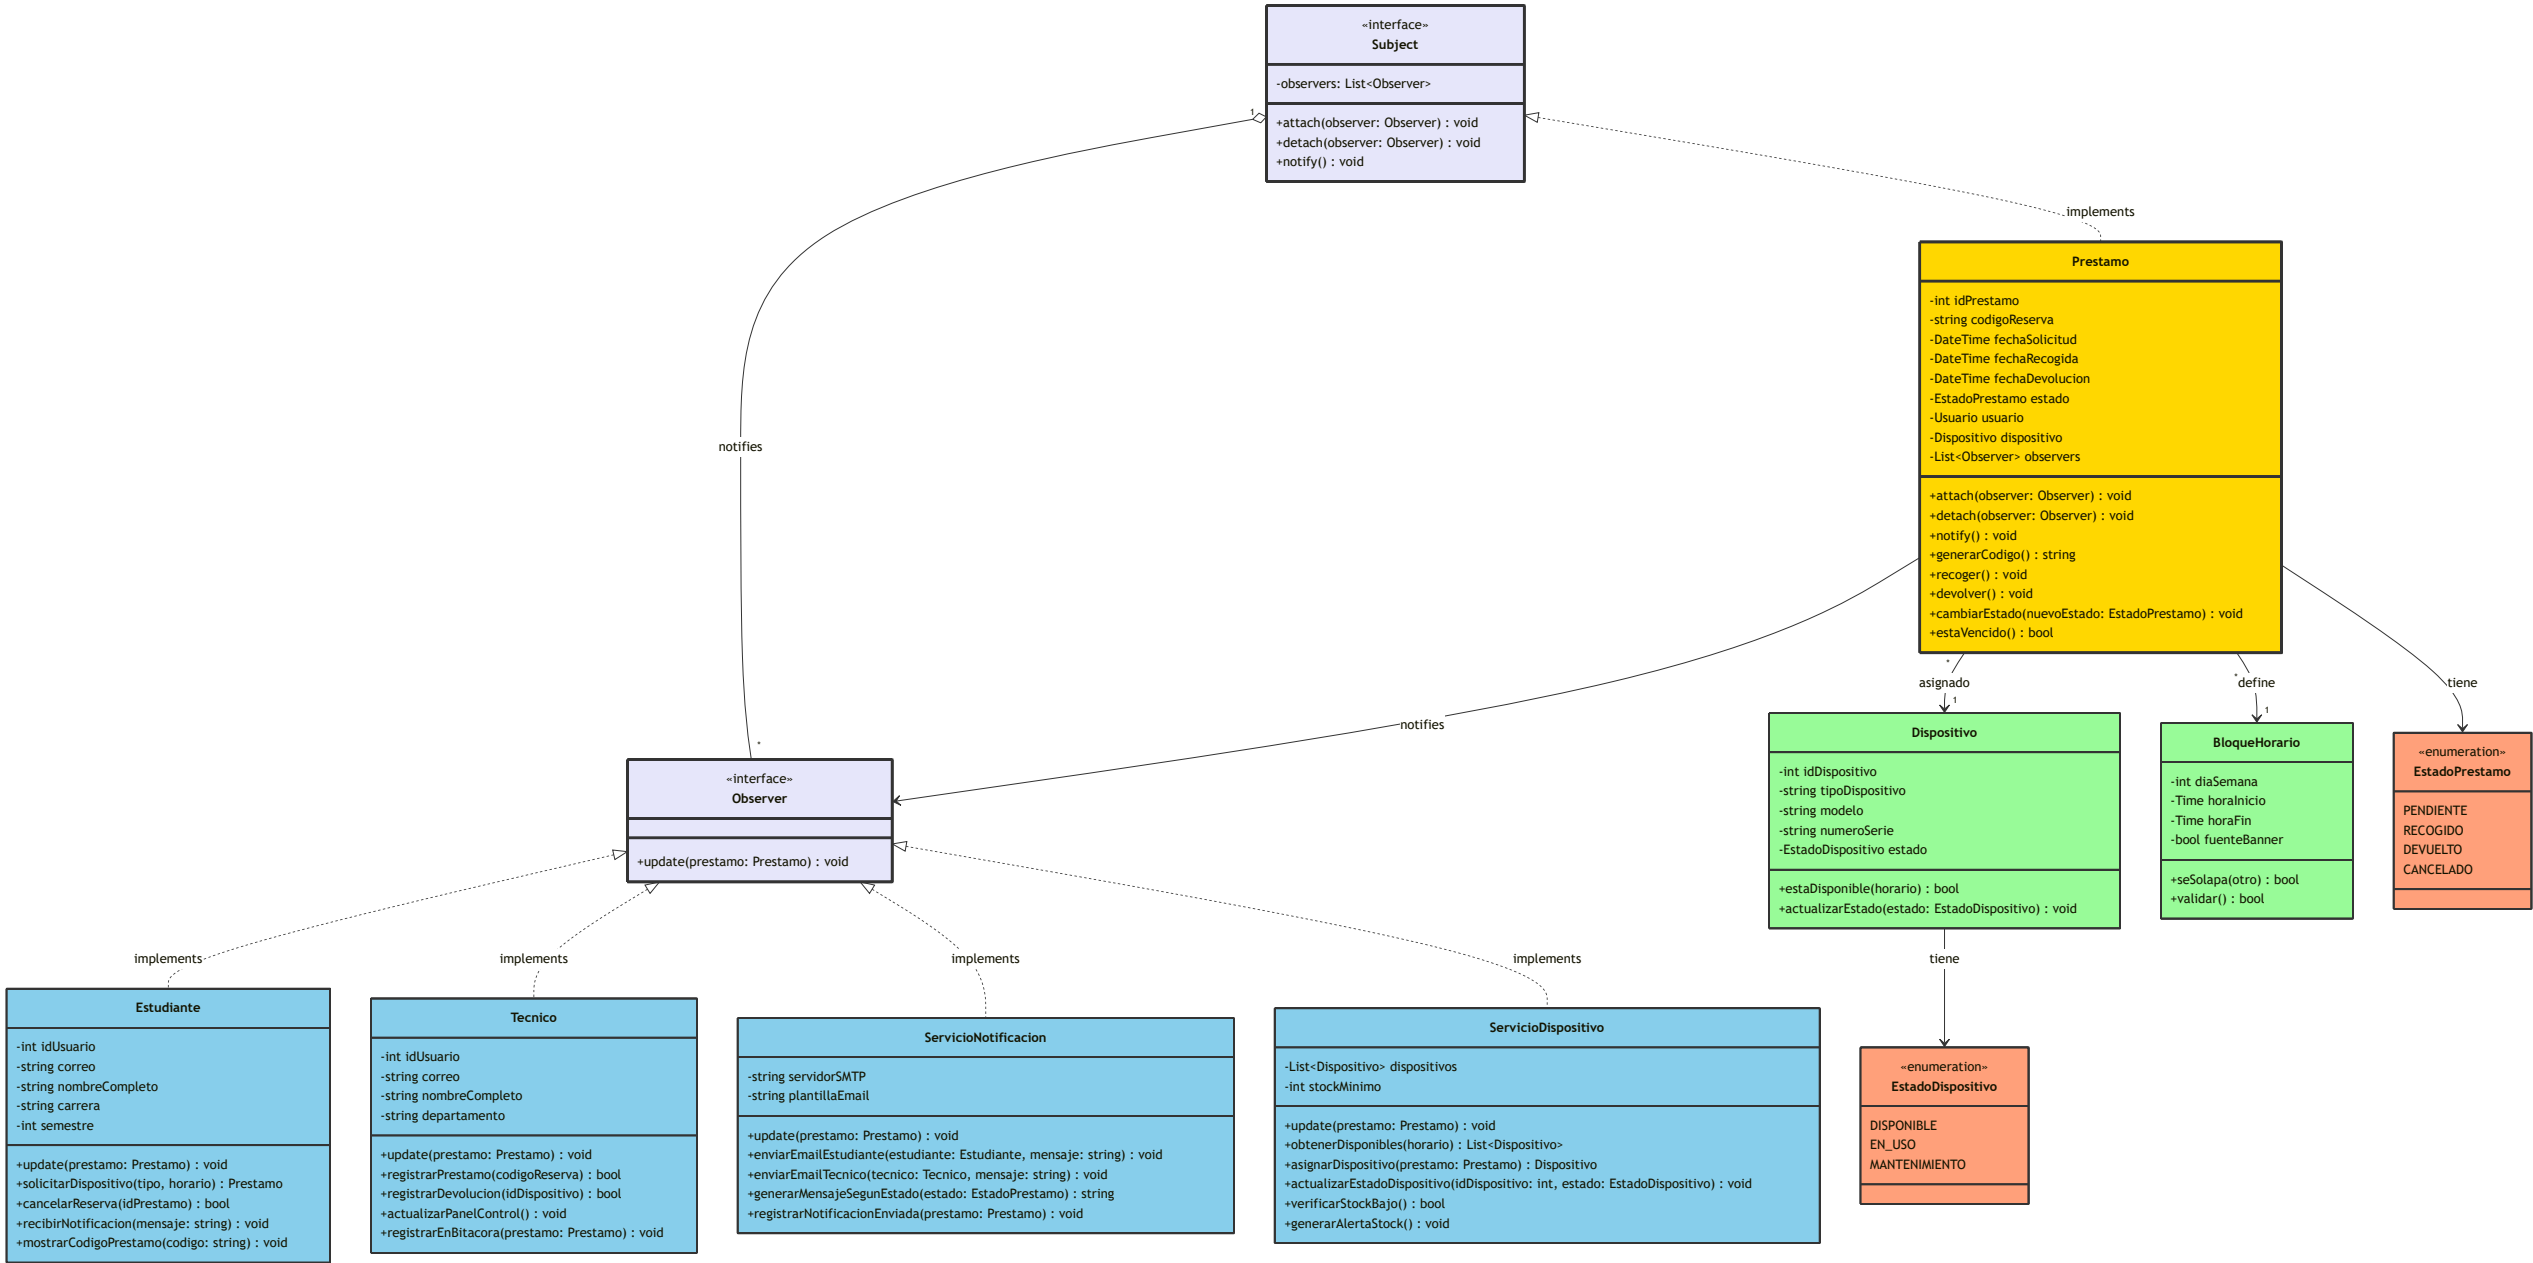 «interface»
Subject
-observers: List<Observer>
+attach(observer: Observer) : void
+detach(observer: Observer) : void
+notify() : void
1
implements
notifies
*
Prestamo
-int idPrestamo
-string codigoReserva
-DateTime fechaSolicitud
-DateTime fechaRecogida
-DateTime fechaDevolucion
-EstadoPrestamo estado
-Usuario usuario
-Dispositivo dispositivo
-List<Observer> observers
+attach(observer: Observer) : void
+detach(observer: Observer) : void
+notify() : void
+generarCodigo() : string
+recoger() : void
+devolver() : void
+cambiarEstado(nuevoEstado: EstadoPrestamo) : void
+estaVencido() : bool
notifies
*
asignado
1
*
define
1
tiene
«interface»
Observer
+update(prestamo: Prestamo) : void
Dispositivo
-int idDispositivo
-string tipoDispositivo
-string modelo
-string numeroSerie
-EstadoDispositivo estado
+estaDisponible(horario) : bool
+actualizarEstado(estado: EstadoDispositivo) : void
BloqueHorario
-int diaSemana
-Time horaInicio
-Time horaFin
-bool fuenteBanner
+seSolapa(otro) : bool
+validar() : bool
«enumeration»
EstadoPrestamo
PENDIENTE
RECOGIDO
DEVUELTO
CANCELADO
implements
implements
implements
implements
tiene
Estudiante
-int idUsuario
-string correo
-string nombreCompleto
-string carrera
-int semestre
+update(prestamo: Prestamo) : void
+solicitarDispositivo(tipo, horario) : Prestamo
+cancelarReserva(idPrestamo) : bool
+recibirNotificacion(mensaje: string) : void
+mostrarCodigoPrestamo(codigo: string) : void
Tecnico
-int idUsuario
-string correo
-string nombreCompleto
-string departamento
+update(prestamo: Prestamo) : void
+registrarPrestamo(codigoReserva) : bool
+registrarDevolucion(idDispositivo) : bool
+actualizarPanelControl() : void
+registrarEnBitacora(prestamo: Prestamo) : void
ServicioNotificacion
-string servidorSMTP
-string plantillaEmail
+update(prestamo: Prestamo) : void
+enviarEmailEstudiante(estudiante: Estudiante, mensaje: string) : void
+enviarEmailTecnico(tecnico: Tecnico, mensaje: string) : void
+generarMensajeSegunEstado(estado: EstadoPrestamo) : string
+registrarNotificacionEnviada(prestamo: Prestamo) : void
ServicioDispositivo
-List<Dispositivo> dispositivos
-int stockMinimo
+update(prestamo: Prestamo) : void
+obtenerDisponibles(horario) : List<Dispositivo>
+asignarDispositivo(prestamo: Prestamo) : Dispositivo
+actualizarEstadoDispositivo(idDispositivo: int, estado: EstadoDispositivo) : void
+verificarStockBajo() : bool
+generarAlertaStock() : void
«enumeration»
EstadoDispositivo
DISPONIBLE
EN_USO
MANTENIMIENTO